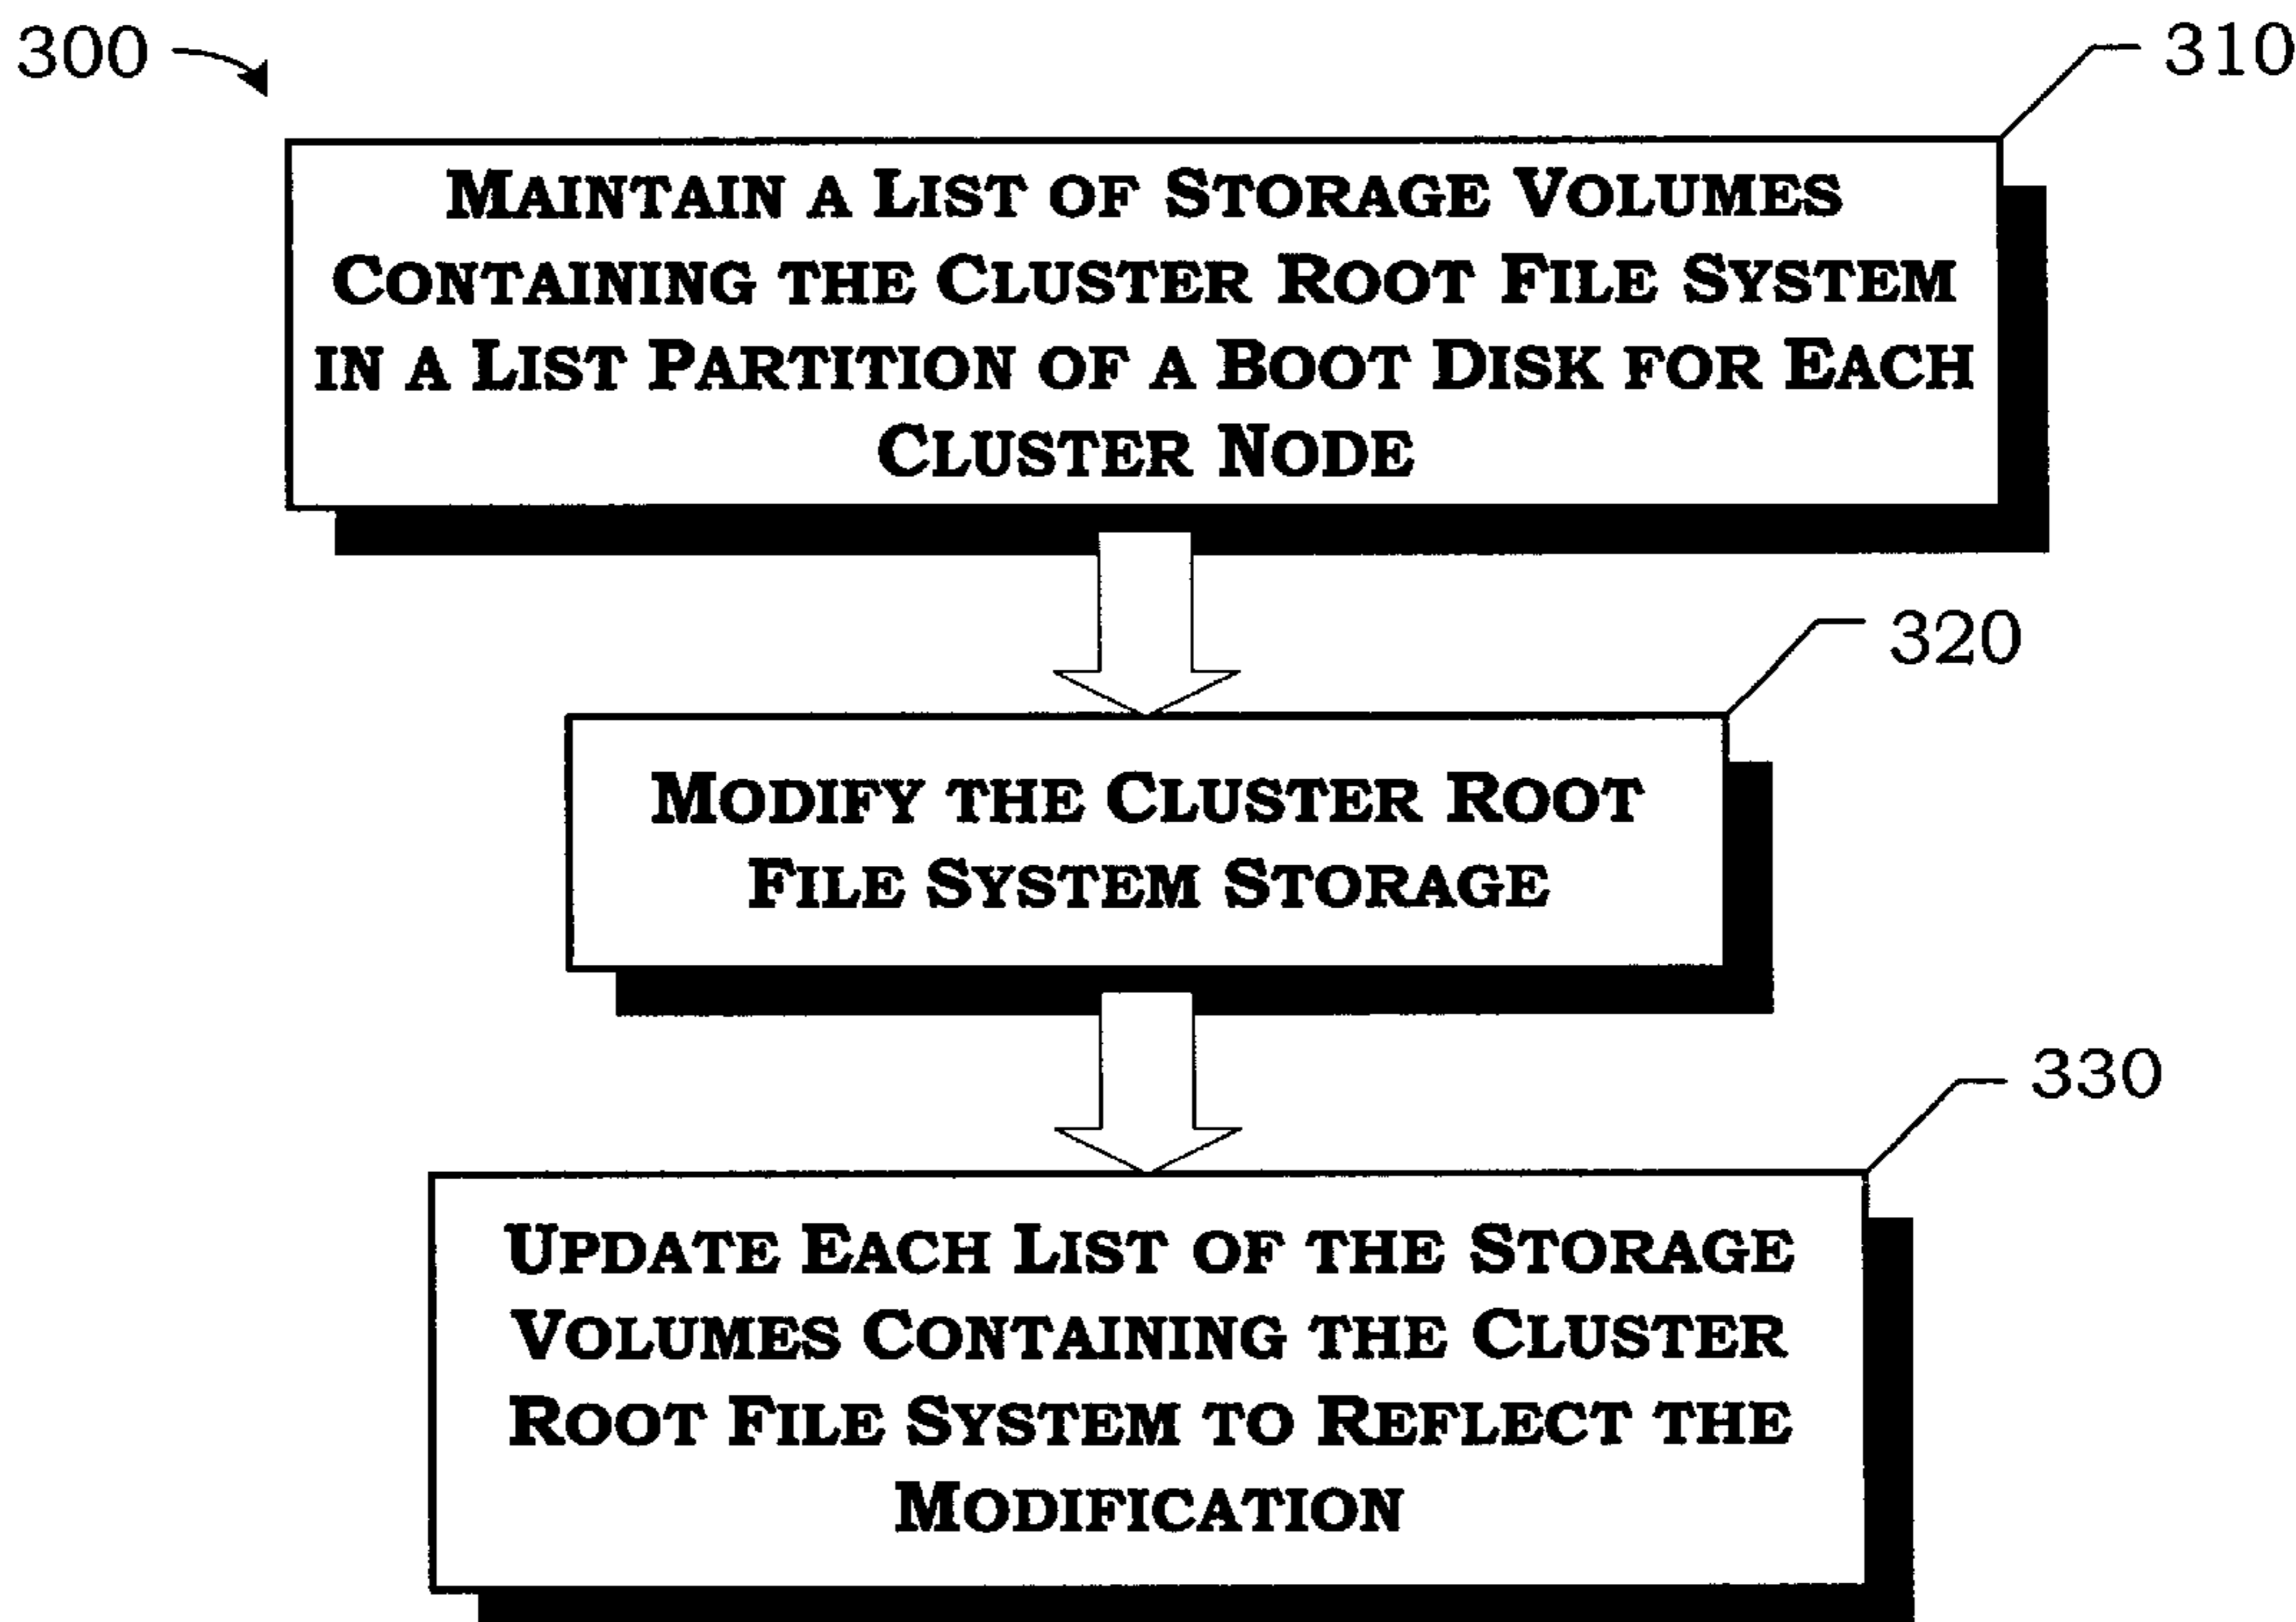 300
310
MAINTAIN A LIST OF STORAGE VOLUMES
CONTAINING THE CLUSTER ROOT FILE SYSTEM
IN A LIST PARTITION OF A BOOT DISK FOR EACH
CLUSTER NODE
320
MODIFY THE CLUSTER ROOT
FILE SYSTEM STORAGE
330
UPDATE EACH LIST OF THE STORAGE
VOLUMES CONTAINING THE CLUSTER
ROOT FILE SYSTEM TO REFLECT THE
MODIFICATION